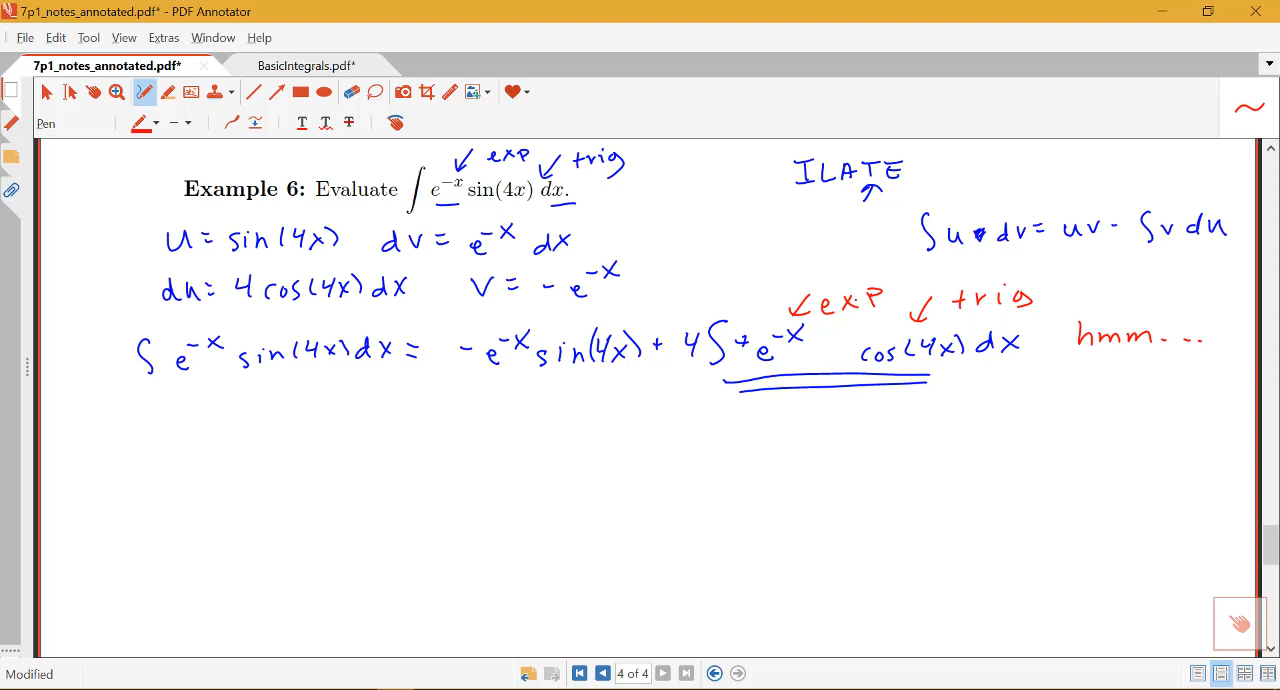 7p1_notes_annotated.pdf* - PDF Annotator
File Edit Tool View Extras Window Help
7p1_notes_annotated.pdf* BasicIntegrals.pdf*
Pen
exp trig
ILATE
Example 6: Evaluate ∫ e^{-x} sin(4x) dx.
u = sin(4x) dv = e^{-x} dx
∫ u dv = uv - ∫ v du
du = 4 cos(4x) dx v = - e^{-x}
exp trig
∫ e^{-x} sin(4x) dx = - e^{-x} sin(4x) + 4 ∫ + e^{-x} cos(4x) dx hmm...
Modified 4 of 4